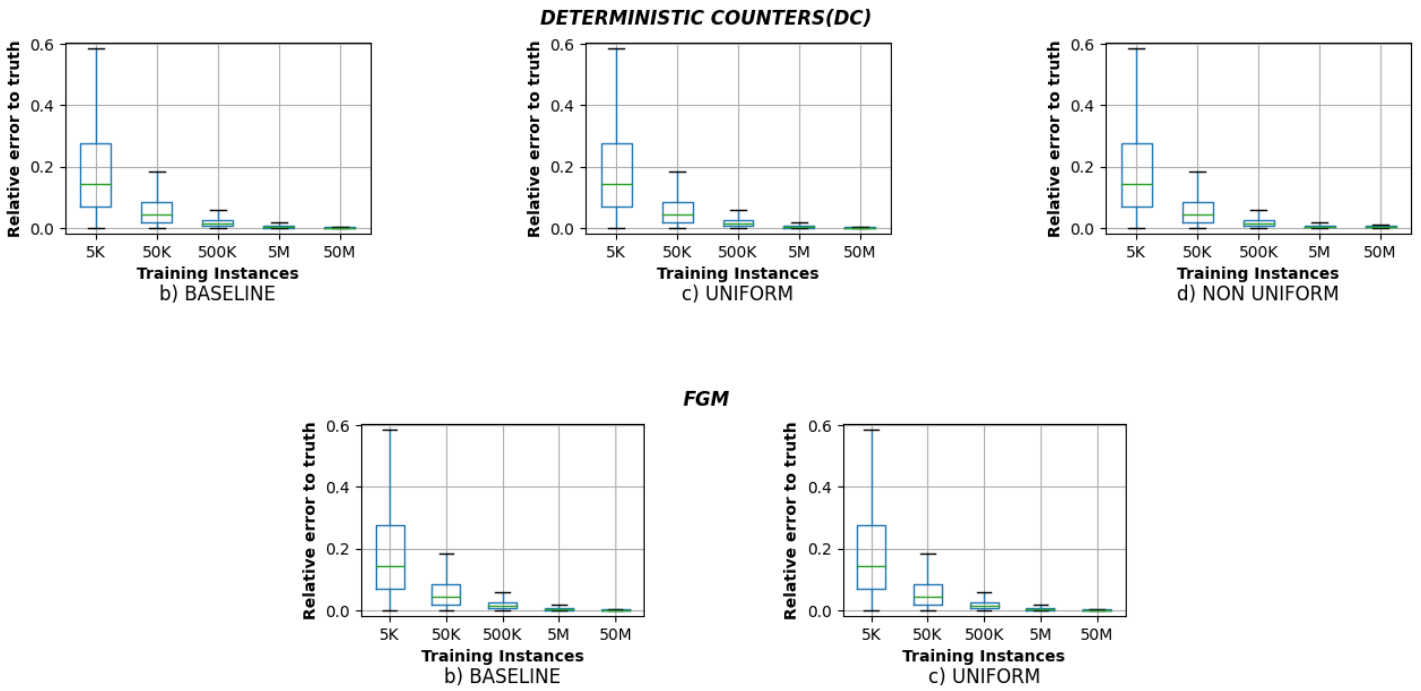 DETERMINISTIC COUNTERS(DC)
Relative error to truth
0.6
0.4
0.2
0.0
5K 50K 500K 5M 50M
Training Instances
b) BASELINE
Relative error to truth
0.6
0.4
0.2
0.0
5K 50K 500K 5M 50M
Training Instances
c) UNIFORM
Relative error to truth
0.6
0.4
0.2
0.0
5K 50K 500K 5M 50M
Training Instances
d) NON UNIFORM
FGM
Relative error to truth
0.6
0.4
0.2
0.0
5K 50K 500K 5M 50M
Training Instances
b) BASELINE
Relative error to truth
0.6
0.4
0.2
0.0
5K 50K 500K 5M 50M
Training Instances
c) UNIFORM